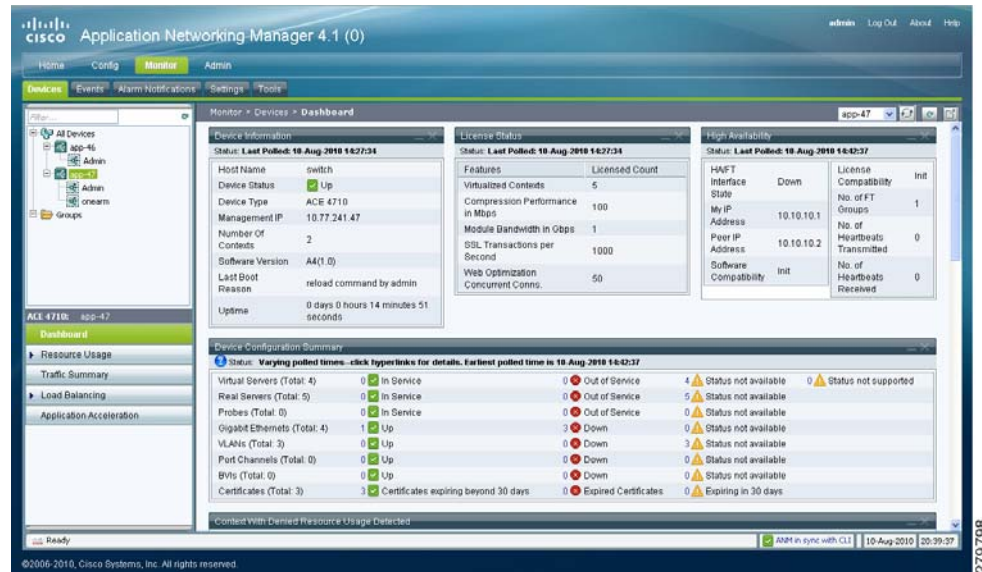 CISCO Application Networking Manager 4.1 (0)
admin Log Out About Help
Home Config Monitor Admin
Devices Events Alarm Notifications Settings Tools
Filter...
All Devices
app-46
Admin
app-47
Admin
onearm
Groups
ACE 4710: app-47
Dashboard
Resource Usage
Traffic Summary
Load Balancing
Application Acceleration
Monitor > Devices > Dashboard
app-47
Device Information
Status: Last Polled: 10-Aug-2010 14:27:34
Host Name switch
Device Status Up
Device Type ACE 4710
Management IP 10.77.241.47
Number Of Contexts 2
Software Version A4(1.0)
Last Boot Reason reload command by admin
Uptime 0 days 0 hours 14 minutes 51 seconds
License Status
Status: Last Polled: 10-Aug-2010 14:27:34
Features Licensed Count
Virtualized Contexts 5
Compression Performance in Mbps 100
Module Bandwidth in Gbps 1
SSL Transactions per Second 1000
Web Optimization Concurrent Conns. 50
High Availability
Status: Last Polled: 10-Aug-2010 14:42:37
HA/FT Interface State Down
My IP Address 10.10.10.1
Peer IP Address 10.10.10.2
Software Compatibility Init
License Compatibility Init
No. of FT Groups 1
No. of Heartbeats Transmitted 0
No. of Heartbeats Received 0
Device Configuration Summary
Status: Varying polled times--click hyperlinks for details. Earliest polled time is 10-Aug-2010 14:42:37
Virtual Servers (Total: 4) 0 In Service 0 Out of Service 4 Status not available 0 Status not supported
Real Servers (Total: 5) 0 In Service 0 Out of Service 5 Status not available
Probes (Total: 0) 0 In Service 0 Out of Service 0 Status not available
Gigabit Ethernets (Total: 4) 1 Up 3 Down 0 Status not available
VLANs (Total: 3) 0 Up 0 Down 3 Status not available
Port Channels (Total: 0) 0 Up 0 Down 0 Status not available
BVIs (Total: 0) 0 Up 0 Down 0 Status not available
Certificates (Total: 3) 3 Certificates expiring beyond 30 days 0 Expired Certificates 0 Expiring in 30 days
Context With Denied Resource Usage Detected
Ready
ANM in sync with CLI 10-Aug-2010 20:39:37
©2006-2010, Cisco Systems, Inc. All rights reserved.
279798